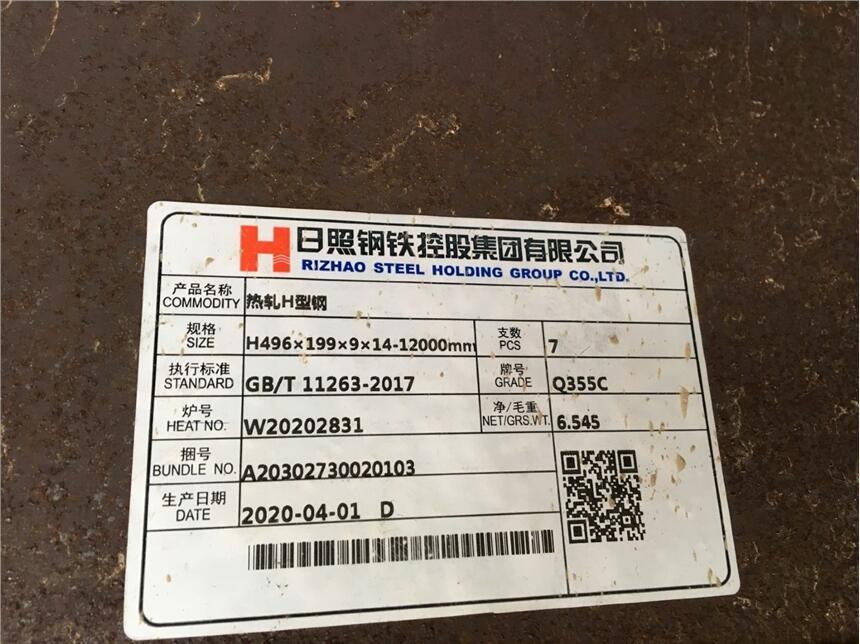 日照钢铁控股集团有限公司
RIZHAO STEEL HOLDING GROUP CO.,LTD.
产品名称
COMMODITY
热轧H型钢
规格
SIZE
H496×199×9×14-12000mm
支数
PCS
7
执行标准
STANDARD
GB/T 11263-2017
牌号
GRADE
Q355C
炉号
HEAT NO.
W20202831
净/毛重
NET/GRS.WT.
6.545
捆号
BUNDLE NO.
A20302730020103
生产日期
DATE
2020-04-01 D